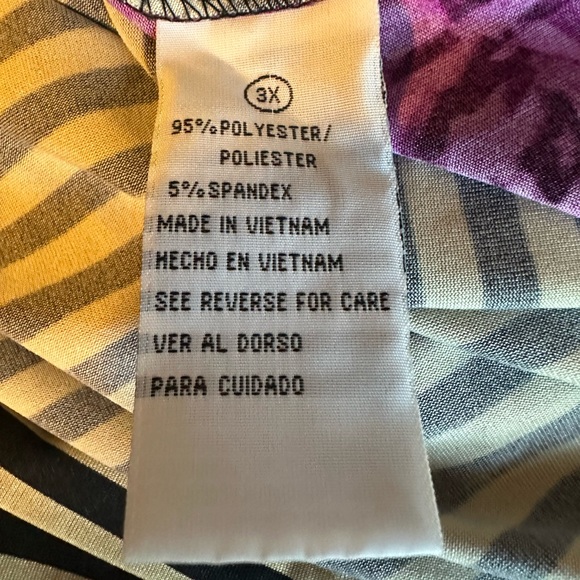 3X
95% POLYESTER/
POLIESTER
5% SPANDEX
MADE IN VIETNAM
HECHO EN VIETNAM
SEE REVERSE FOR CARE
VER AL DORSO
PARA CUIDADO